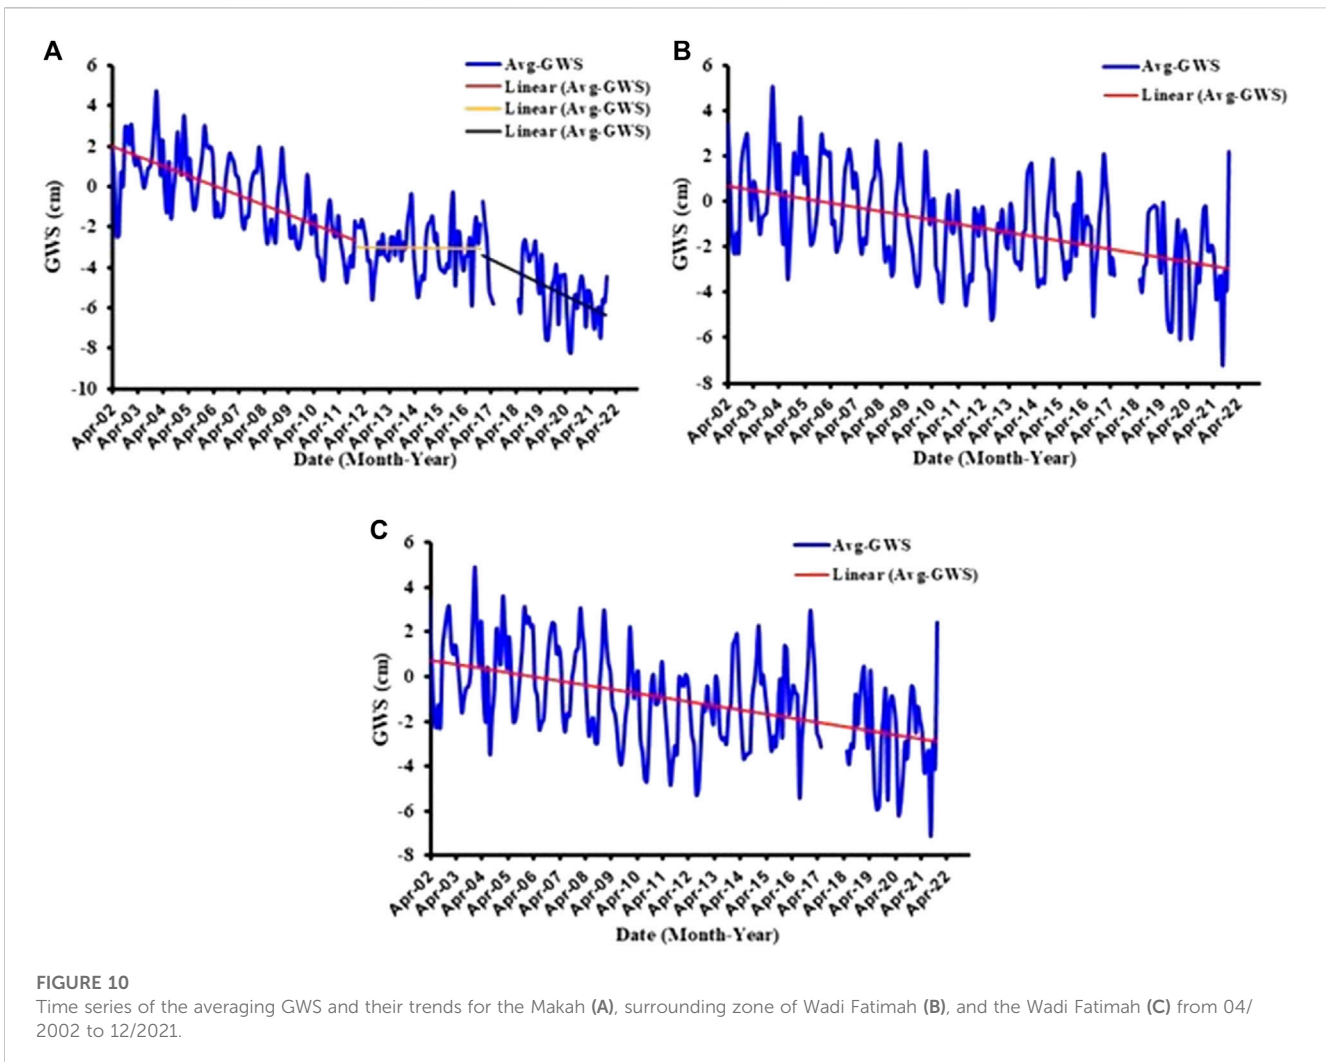 A
6
4
2
0
-2
-4
-6
-8
-10
GWS (cm)
Avg-GWS
Linear (Avg-GWS)
Linear (Avg-GWS)
Linear (Avg-GWS)
Apr-02
Apr-03
Apr-04
Apr-05
Apr-06
Apr-07
Apr-08
Apr-09
Apr-10
Apr-11
Apr-12
Apr-13
Apr-14
Apr-15
Apr-16
Apr-17
Apr-18
Apr-19
Apr-20
Apr-21
Apr-22
Date (Month-Year)
B
6
4
2
0
-2
-4
-6
-8
GWS (cm)
Avg-GWS
Linear (Avg-GWS)
Apr-02
Apr-03
Apr-04
Apr-05
Apr-06
Apr-07
Apr-08
Apr-09
Apr-10
Apr-11
Apr-12
Apr-13
Apr-14
Apr-15
Apr-16
Apr-17
Apr-18
Apr-19
Apr-20
Apr-21
Apr-22
Date (Month-Year)
C
6
4
2
0
-2
-4
-6
-8
GWS (cm)
Avg-GWS
Linear (Avg-GWS)
Apr-02
Apr-03
Apr-04
Apr-05
Apr-06
Apr-07
Apr-08
Apr-09
Apr-10
Apr-11
Apr-12
Apr-13
Apr-14
Apr-15
Apr-16
Apr-17
Apr-18
Apr-19
Apr-20
Apr-21
Apr-22
Date (Month-Year)
FIGURE 10
Time series of the averaging GWS and their trends for the Makah (A), surrounding zone of Wadi Fatimah (B), and the Wadi Fatimah (C) from 04/
2002 to 12/2021.